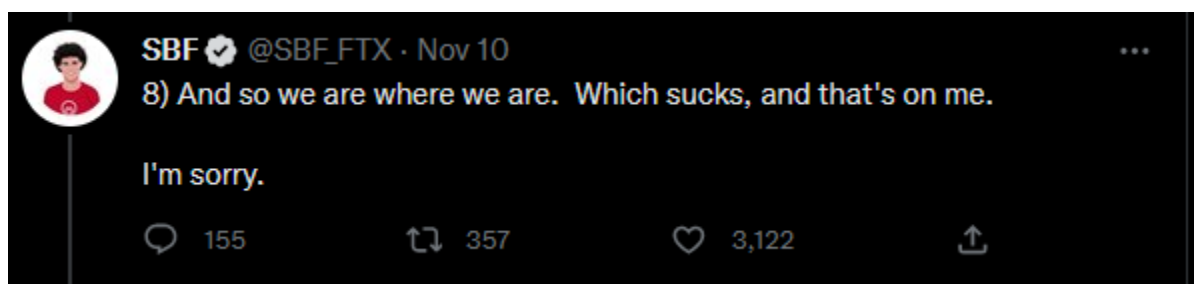 SBF @SBF_FTX · Nov 10
8) And so we are where we are.  Which sucks, and that's on me.
I'm sorry.
155 357 3,122